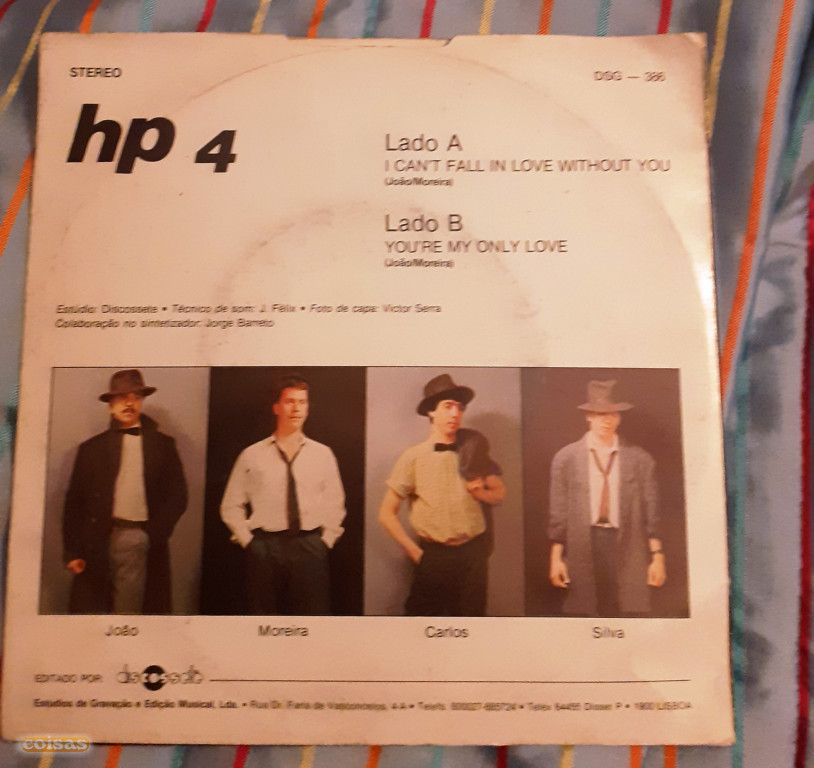 STEREO
DSG — 386
hp 4
Lado A
I CAN'T FALL IN LOVE WITHOUT YOU
(João/Moreira)
Lado B
YOU'RE MY ONLY LOVE
(João/Moreira)
Estúdio: Discossete • Técnico de som: J. Félix • Foto de capa: Victor Serra
Colaboração no sintetizador: Jorge Barreto
João Moreira Carlos Silva
EDITADO POR discossete
Estúdios de Gravação e Edição Musical, Lda. • Rua Dr. Faria de Vasconcelos, 4-A • Telefs. • Telex 64455 Disset P • 1900 LISBOA
coisas